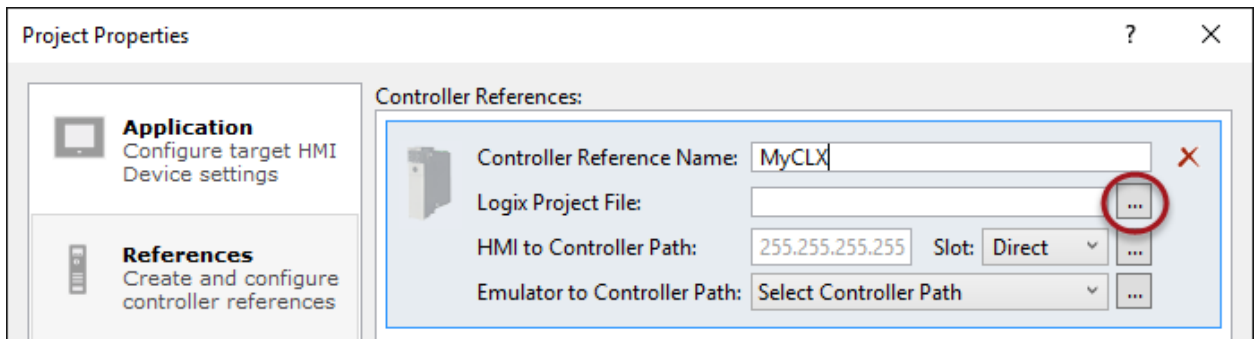 Project Properties
?
Controller References:
Application
Configure target HMI
Device settings
References
Create and configure
controller references
Controller Reference Name: MyCLX
Logix Project File: ...
HMI to Controller Path: 255.255.255.255 Slot: Direct ...
Emulator to Controller Path: Select Controller Path ...